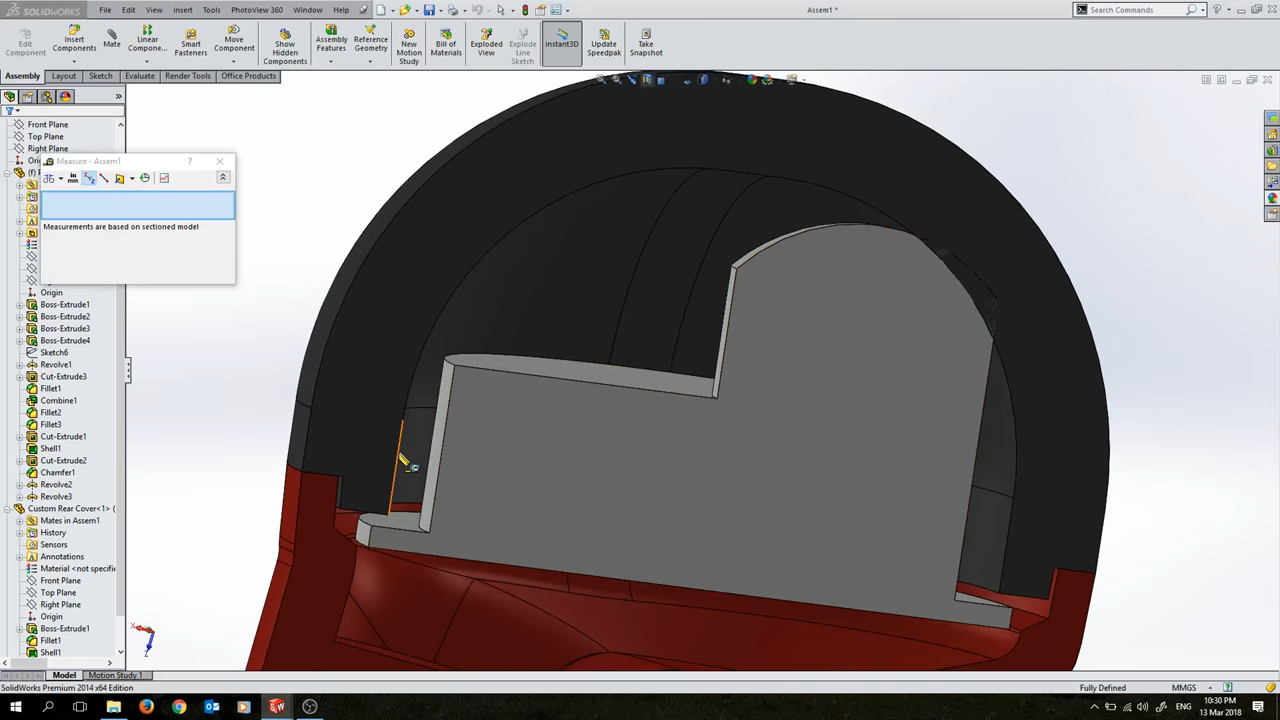 SOLIDWORKS
File Edit View Insert Tools PhotoView 360 Window Help
Assem1 *
Search Commands
Edit Component
Insert Components
Mate
Linear Compone...
Smart Fasteners
Move Component
Show Hidden Components
Assembly Features
Reference Geometry
New Motion Study
Bill of Materials
Exploded View
Explode Line Sketch
Instant3D
Update Speedpak
Take Snapshot
Assembly Layout Sketch Evaluate Render Tools Office Products
Front Plane
Top Plane
Right Plane
Measure - Assem1
in mm
Measurements are based on sectioned model
Origin
Boss-Extrude1
Boss-Extrude2
Boss-Extrude3
Boss-Extrude4
Sketch6
Revolve1
Cut-Extrude3
Fillet1
Combine1
Fillet2
Fillet3
Cut-Extrude1
Shell1
Cut-Extrude2
Chamfer1
Revolve2
Revolve3
Custom Rear Cover<1> (
Mates in Assem1
History
Sensors
Annotations
Material <not specifi
Front Plane
Top Plane
Right Plane
Origin
Boss-Extrude1
Fillet1
Shell1
X
Z
Model Motion Study 1
SolidWorks Premium 2014 x64 Edition
Fully Defined
MMGS
ENG
10:30 PM
13 Mar 2018